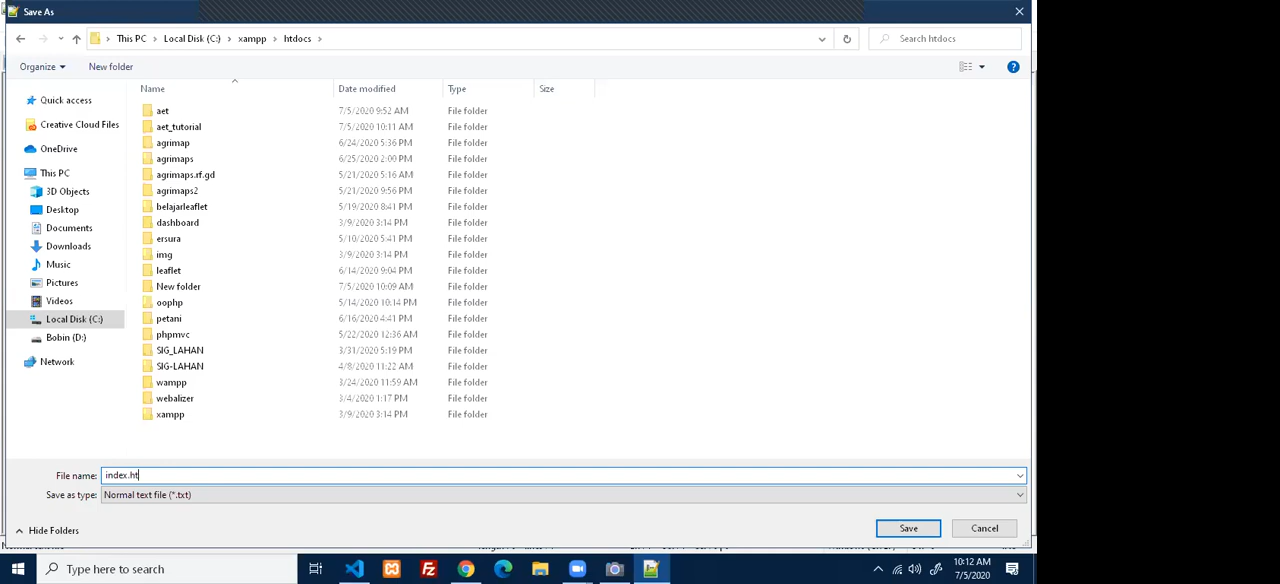 Save As
This PC > Local Disk (C:) > xampp > htdocs >
Search htdocs
Organize
New folder
Name
Date modified
Type
Size
Quick access
Creative Cloud Files
OneDrive
This PC
3D Objects
Desktop
Documents
Downloads
Music
Pictures
Videos
Local Disk (C:)
Bobin (D:)
Network
aet 7/5/2020 9:52 AM File folder
aet_tutorial 7/5/2020 10:11 AM File folder
agrimap 6/24/2020 5:36 PM File folder
agrimaps 6/25/2020 2:00 PM File folder
agrimaps.rf.gd 5/21/2020 5:16 AM File folder
agrimaps2 5/21/2020 9:56 PM File folder
belajarleaflet 5/19/2020 8:41 PM File folder
dashboard 3/9/2020 3:14 PM File folder
ersura 5/10/2020 5:41 PM File folder
img 3/9/2020 3:14 PM File folder
leaflet 6/14/2020 9:04 PM File folder
New folder 7/5/2020 10:09 AM File folder
oophp 5/14/2020 10:14 PM File folder
petani 6/16/2020 4:41 PM File folder
phpmvc 5/22/2020 12:36 AM File folder
SIG_LAHAN 3/31/2020 5:19 PM File folder
SIG-LAHAN 4/8/2020 11:22 AM File folder
wampp 3/24/2020 11:59 AM File folder
webalizer 3/4/2020 1:17 PM File folder
xampp 3/9/2020 3:14 PM File folder
File name: index.ht
Save as type: Normal text file (*.txt)
Hide Folders
Save
Cancel
Type here to search
10:12 AM
7/5/2020